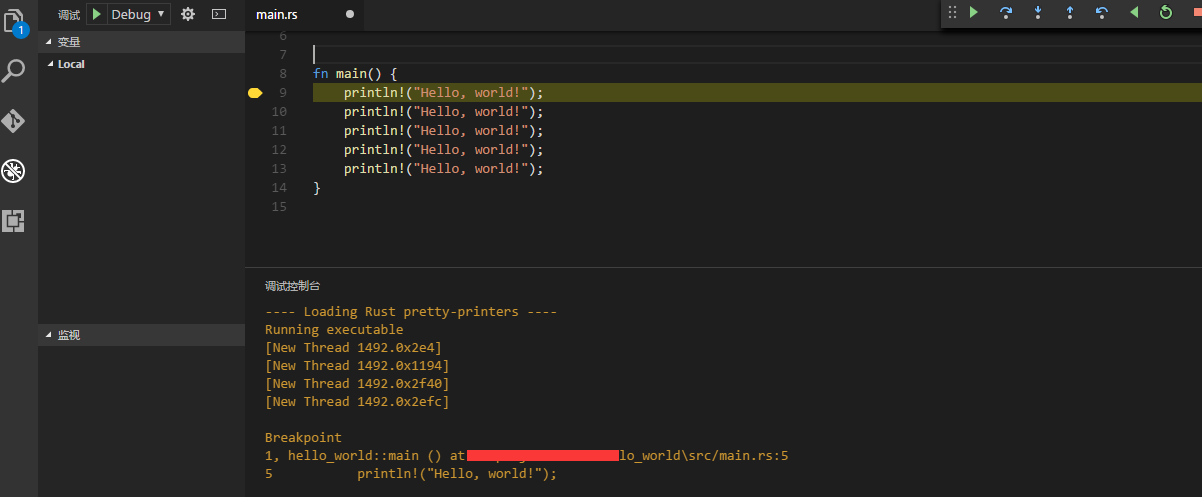 调试 Debug
main.rs
1
变量
Local
监视
6
7
8 fn main() {
9 println!("Hello, world!");
10 println!("Hello, world!");
11 println!("Hello, world!");
12 println!("Hello, world!");
13 println!("Hello, world!");
14 }
15
调试控制台
---- Loading Rust pretty-printers ----
Running executable
[New Thread 1492.0x2e4]
[New Thread 1492.0x1194]
[New Thread 1492.0x2f40]
[New Thread 1492.0x2efc]
Breakpoint
1, hello_world::main () at lo_world\src/main.rs:5
5 println!("Hello, world!");